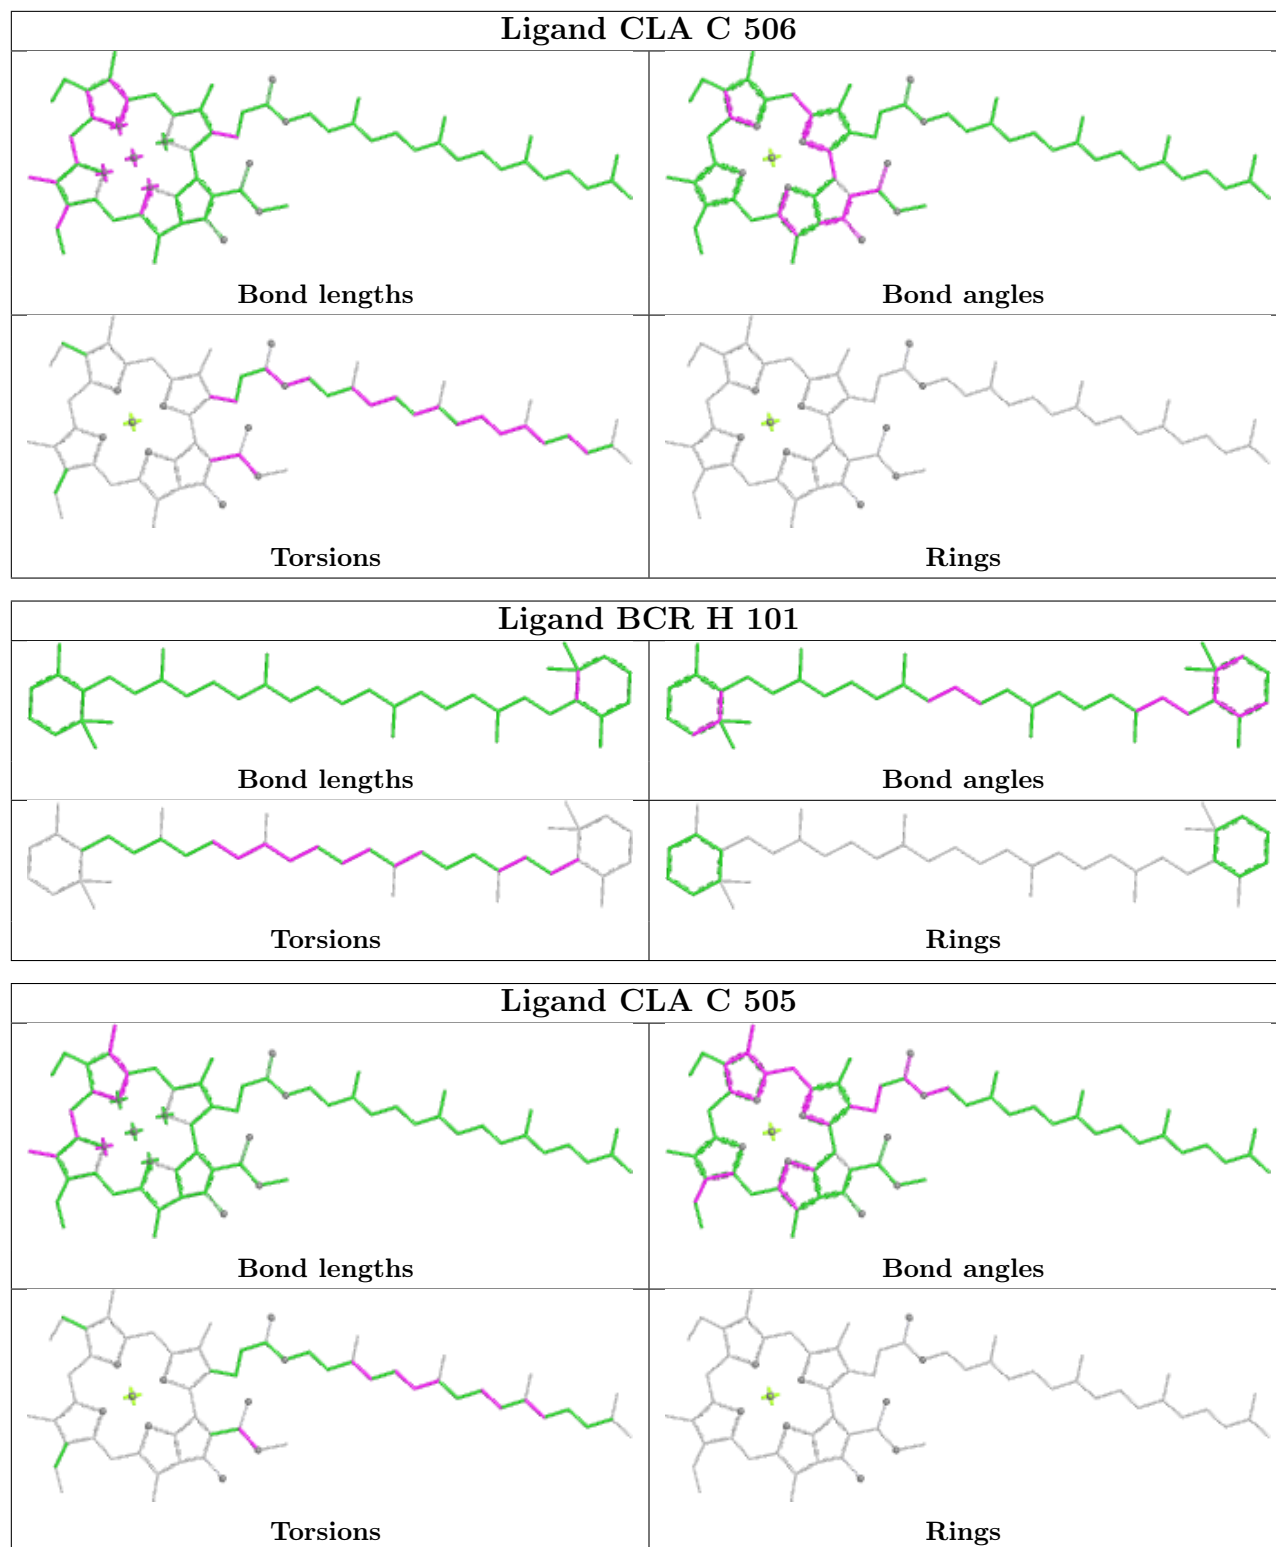 Ligand CLA C 506
Bond lengths
Bond angles
Torsions
Rings
Ligand BCR H 101
Bond lengths
Bond angles
Torsions
Rings
Ligand CLA C 505
Bond lengths
Bond angles
Torsions
Rings